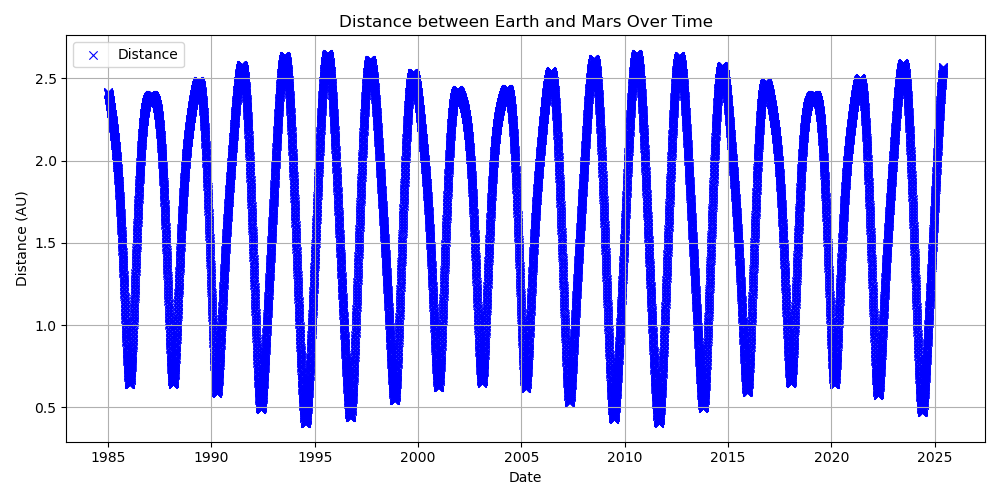 Distance between Earth and Mars Over Time
Distance
2.5
2.0
1.5
1.0
0.5
Distance (AU)
1985 1990 1995 2000 2005 2010 2015 2020 2025
Date